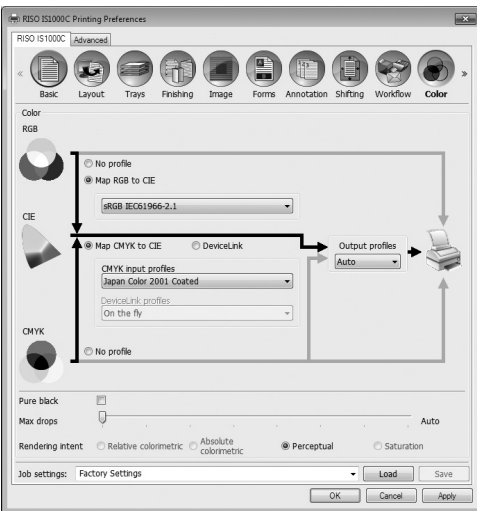 RISO IS1000C Printing Preferences
RISO IS1000C Advanced
« Basic Layout Trays Finishing Image Forms Annotation Shifting Workflow Color »
Color
RGB
No profile
Map RGB to CIE
sRGB IEC61966-2.1
CIE
Map CMYK to CIE DeviceLink
Output profiles
Auto
CMYK input profiles
Japan Color 2001 Coated
DeviceLink profiles
On the fly
CMYK
No profile
Pure black
Max drops Auto
Rendering intent Relative colorimetric Absolute colorimetric Perceptual Saturation
Job settings: Factory Settings Load Save
OK Cancel Apply